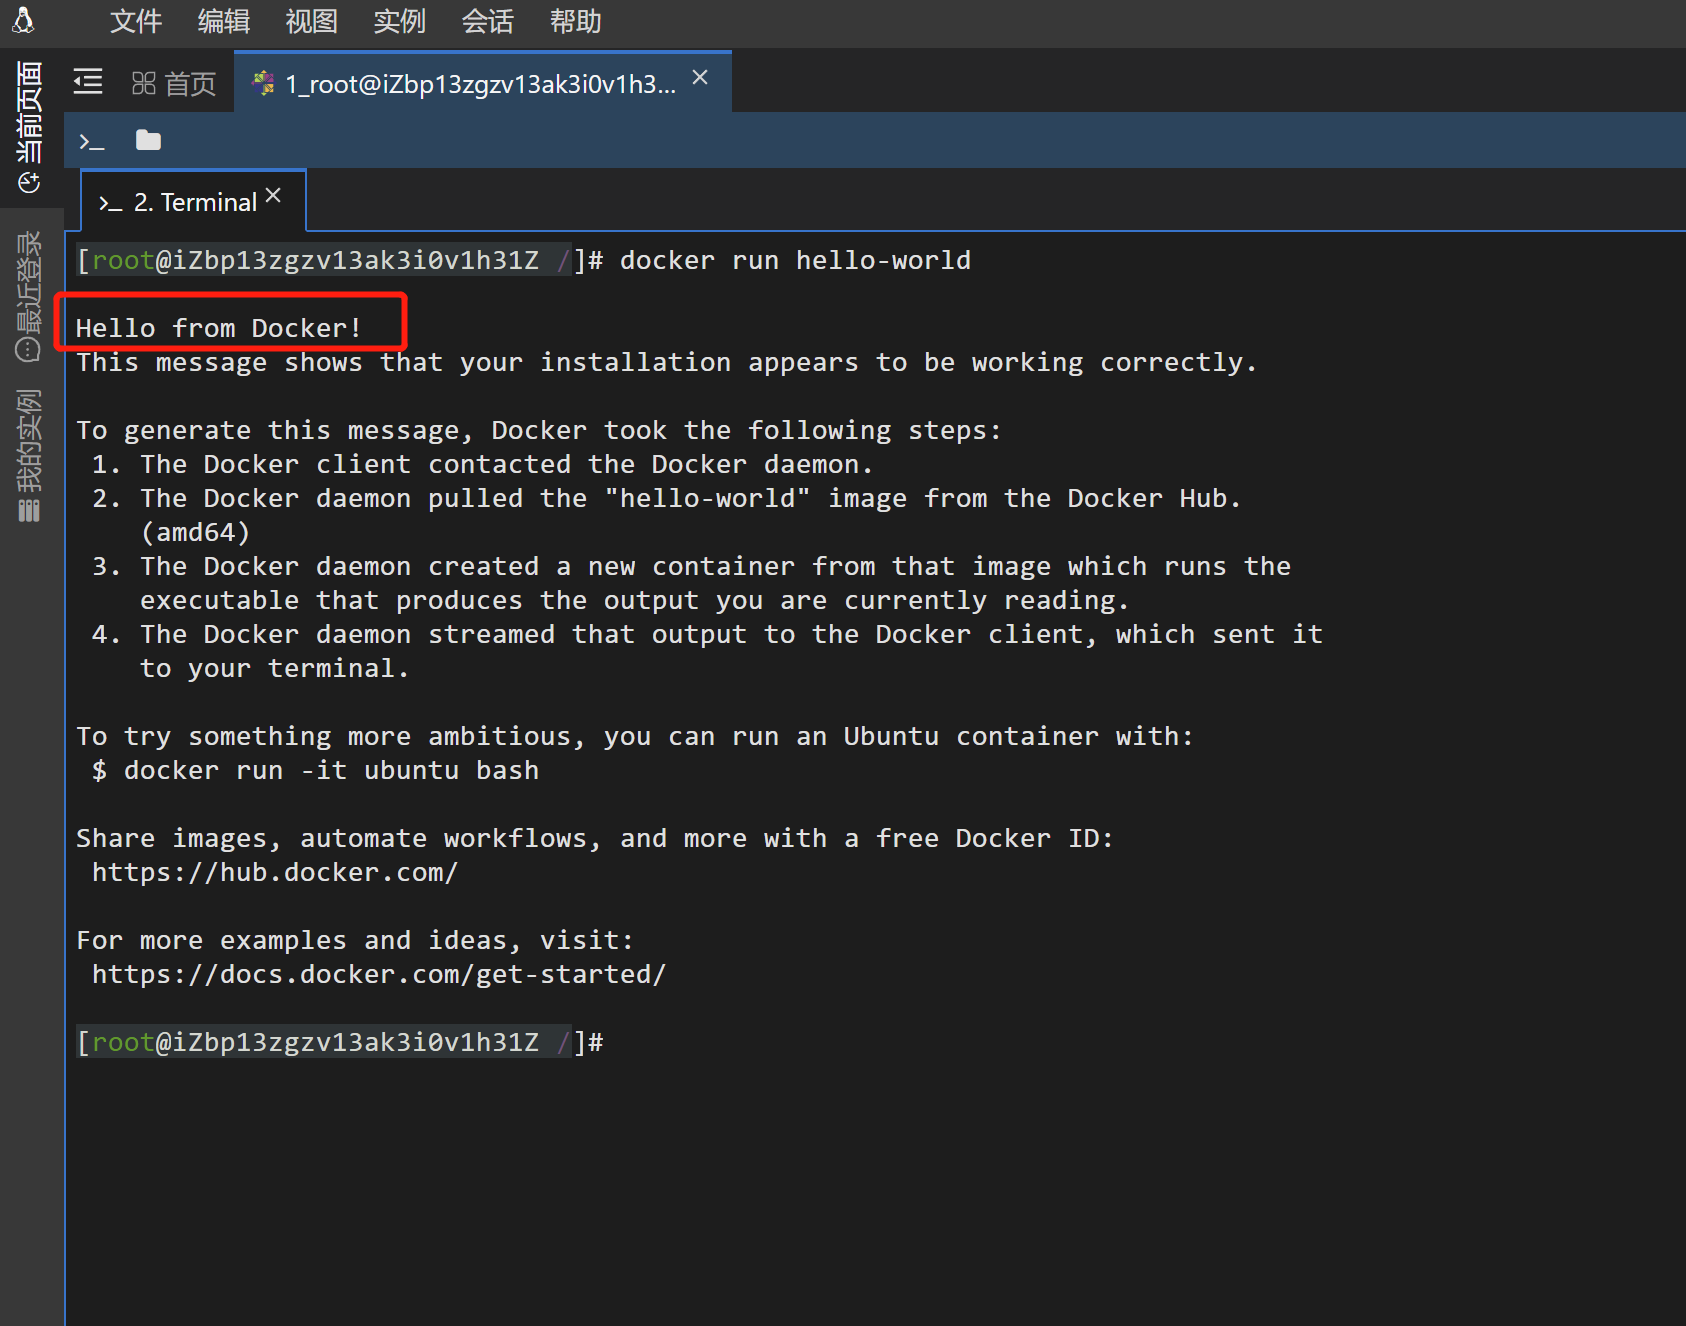 文件 编辑 视图 实例 会话 帮助
当前页面
最近登录
我的实例
首页 1_root@iZbp13zgzv13ak3i0v1h3...
>_
>_ 2. Terminal
[root@iZbp13zgzv13ak3i0v1h31Z /]# docker run hello-world
Hello from Docker!
This message shows that your installation appears to be working correctly.
To generate this message, Docker took the following steps:
1. The Docker client contacted the Docker daemon.
2. The Docker daemon pulled the "hello-world" image from the Docker Hub.
(amd64)
3. The Docker daemon created a new container from that image which runs the
executable that produces the output you are currently reading.
4. The Docker daemon streamed that output to the Docker client, which sent it
to your terminal.
To try something more ambitious, you can run an Ubuntu container with:
$ docker run -it ubuntu bash
Share images, automate workflows, and more with a free Docker ID:
https://hub.docker.com/
For more examples and ideas, visit:
https://docs.docker.com/get-started/
[root@iZbp13zgzv13ak3i0v1h31Z /]#